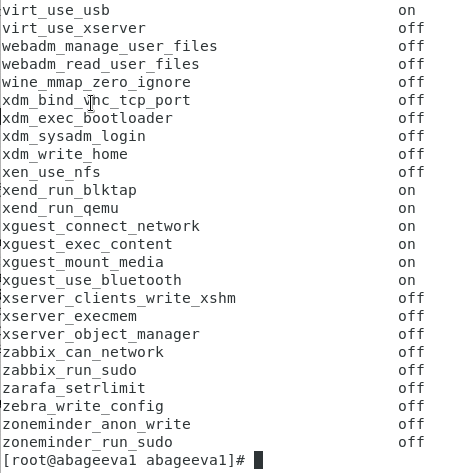 virt_use_usb on
virt_use_xserver off
webadm_manage_user_files off
webadm_read_user_files off
wine_mmap_zero_ignore off
xdm_bind_vnc_tcp_port off
xdm_exec_bootloader off
xdm_sysadm_login off
xdm_write_home off
xen_use_nfs off
xend_run_blktap on
xend_run_qemu on
xguest_connect_network on
xguest_exec_content on
xguest_mount_media on
xguest_use_bluetooth on
xserver_clients_write_xshm off
xserver_execmem off
xserver_object_manager off
zabbix_can_network off
zabbix_run_sudo off
zarafa_setrlimit off
zebra_write_config off
zoneminder_anon_write off
zoneminder_run_sudo off
[root@abageeva1 abageeva1]#